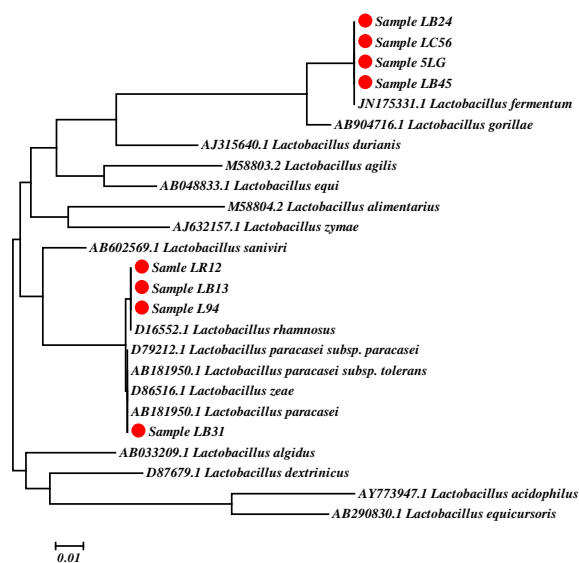 Sample LB24
Sample LC56
Sample 5LG
Sample LB45
JN175331.1 Lactobacillus fermentum
AB904716.1 Lactobacillus gorillae
AJ315640.1 Lactobacillus durianis
M58803.2 Lactobacillus agilis
AB048833.1 Lactobacillus equi
M58804.2 Lactobacillus alimentarius
AJ632157.1 Lactobacillus zymae
AB602569.1 Lactobacillus saniviri
Samle LR12
Sample LB13
Sample L94
D16552.1 Lactobacillus rhamnosus
D79212.1 Lactobacillus paracasei subsp. paracasei
AB181950.1 Lactobacillus paracasei subsp. tolerans
D86516.1 Lactobacillus zeae
AB181950.1 Lactobacillus paracasei
Sample LB31
AB033209.1 Lactobacillus algidus
D87679.1 Lactobacillus dextrinicus
AY773947.1 Lactobacillus acidophilus
AB290830.1 Lactobacillus equicursoris
0.01